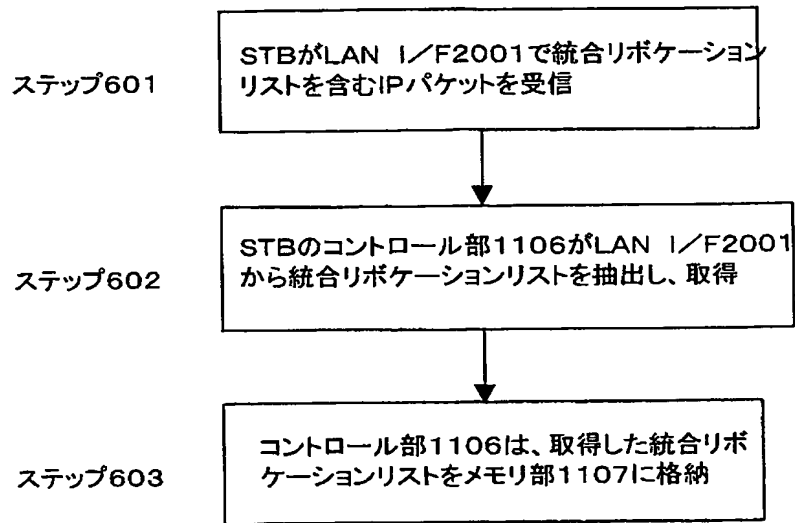 ステップ601
STBがLAN I／F2001で統合リボケーション
リストを含むIPパケットを受信
ステップ602
STBのコントロール部1106がLAN I／F2001
から統合リボケーションリストを抽出し、取得
ステップ603
コントロール部1106は、取得した統合リボ
ケーションリストをメモリ部1107に格納